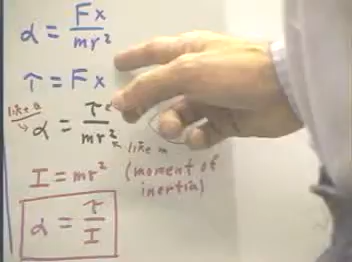 α = Fx/mr²
τ = Fx
like a → α = τ/mr² ← like m
I = mr² (moment of inertia)
α = τ/I